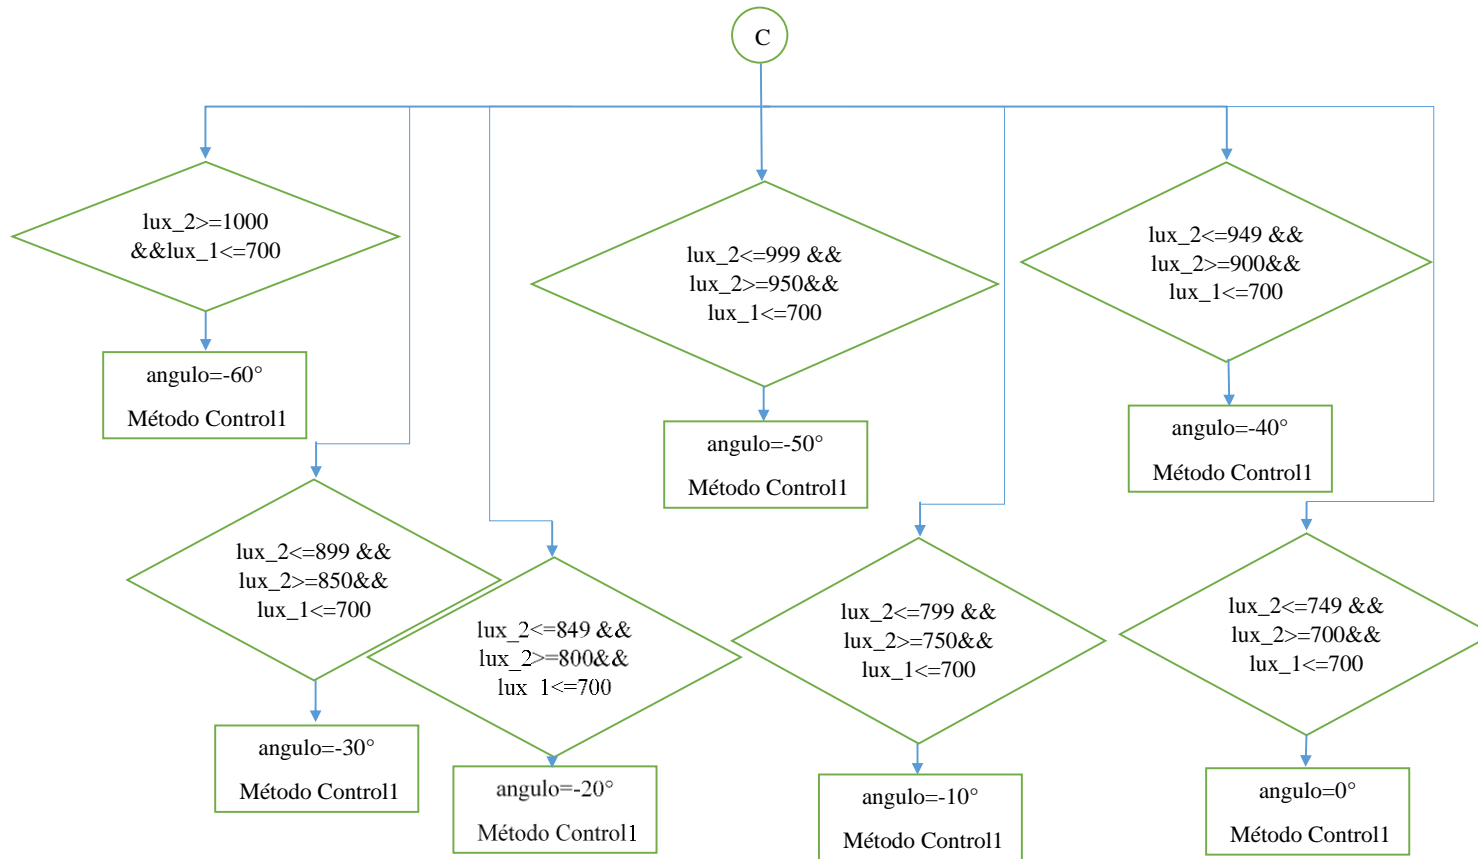 C
lux_2>=1000
&&lux_1<=700
angulo=-60°
Método Control1
lux_2<=999 &&
lux_2>=950&&
lux_1<=700
angulo=-50°
Método Control1
lux_2<=949 &&
lux_2>=900&&
lux_1<=700
angulo=-40°
Método Control1
lux_2<=899 &&
lux_2>=850&&
lux_1<=700
angulo=-30°
Método Control1
lux_2<=849 &&
lux_2>=800&&
lux_1<=700
angulo=-20°
Método Control1
lux_2<=799 &&
lux_2>=750&&
lux_1<=700
angulo=-10°
Método Control1
lux_2<=749 &&
lux_2>=700&&
lux_1<=700
angulo=0°
Método Control1